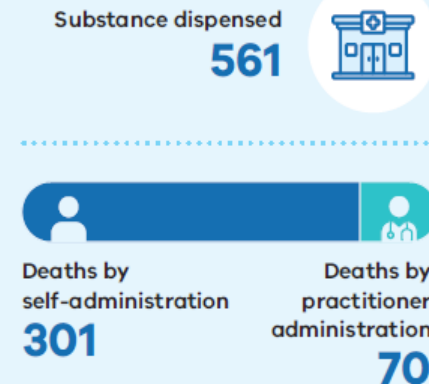 Substance dispensed
561
Deaths by
self-administration
301
Deaths by
practitioner
administration
70